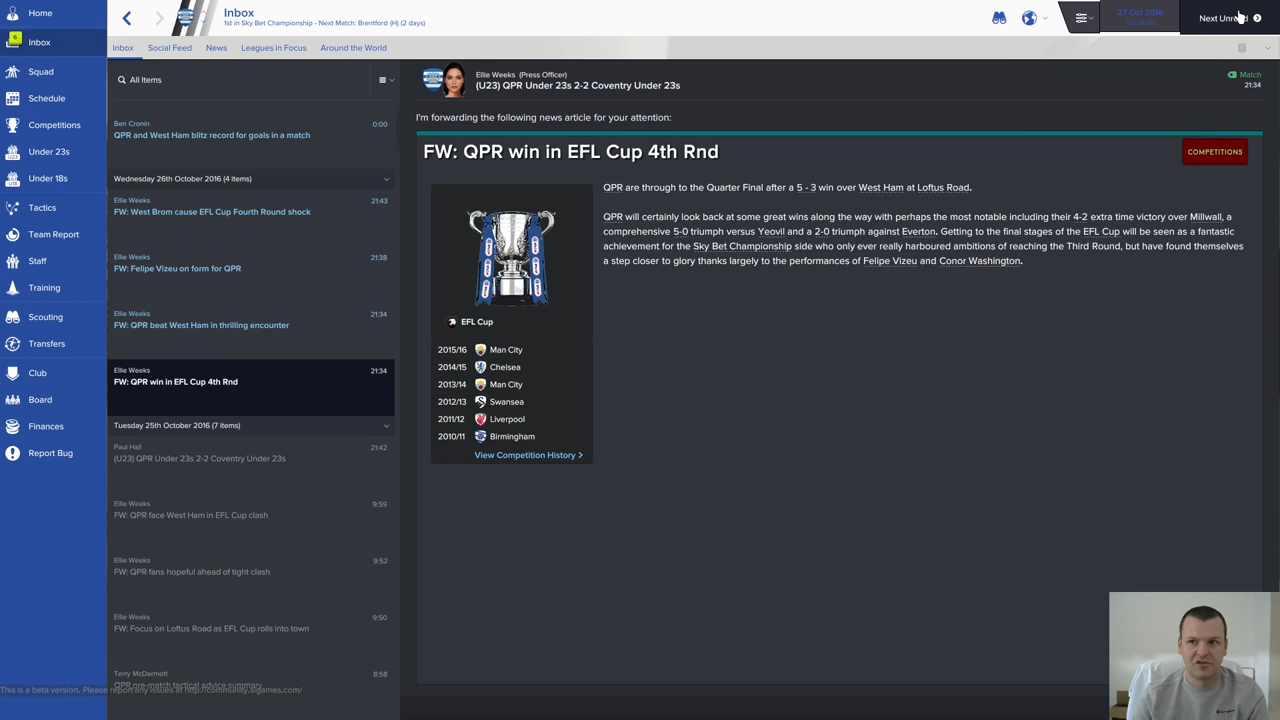 Home
6
Inbox
Squad
Schedule
Competitions
Under 23s
U23
Under 18s
U18
Tactics
Team Report
Staff
Training
Scouting
Transfers
Club
Board
Finances
Report Bug
Inbox
1st in Sky Bet Championship - Next Match: Brentford (H) (2 days)
27 Oct 2016
Inbox Social Feed News Leagues in Focus Around the World
All Items
Ben Cronin 0:00
QPR and West Ham blitz record for goals in a match
Wednesday 26th October 2016 (4 items)
Ellie Weeks 21:43
FW: West Brom cause EFL Cup Fourth Round shock
Ellie Weeks 21:38
FW: Felipe Vizeu on form for QPR
Ellie Weeks 21:34
FW: QPR beat West Ham in thrilling encounter
Ellie Weeks 21:34
FW: QPR win in EFL Cup 4th Rnd
Tuesday 25th October 2016 (7 items)
Paul Hall 21:42
(U23) QPR Under 23s 2-2 Coventry Under 23s
Ellie Weeks 9:59
FW: QPR face West Ham in EFL Cup clash
Ellie Weeks 9:52
FW: QPR fans hopeful ahead of tight clash
Ellie Weeks 9:50
FW: Focus on Loftus Road as EFL Cup rolls into town
Terry McDermott 8:58
QPR pre-match tactical advice summary
This is a beta version. Please report any issues at http://community.sigames.com/
Ellie Weeks (Press Officer)
(U23) QPR Under 23s 2-2 Coventry Under 23s
Match
21:34
I'm forwarding the following news article for your attention:
FW: QPR win in EFL Cup 4th Rnd
COMPETITIONS
EFL Cup
2015/16 Man City
2014/15 Chelsea
2013/14 Man City
2012/13 Swansea
2011/12 Liverpool
2010/11 Birmingham
View Competition History >
QPR are through to the Quarter Final after a 5 - 3 win over West Ham at Loftus Road.
QPR will certainly look back at some great wins along the way with perhaps the most notable including their 4-2 extra time victory over Millwall, a
comprehensive 5-0 triumph versus Yeovil and a 2-0 triumph against Everton. Getting to the final stages of the EFL Cup will be seen as a fantastic
achievement for the Sky Bet Championship side who only ever really harboured ambitions of reaching the Third Round, but have found themselves
a step closer to glory thanks largely to the performances of Felipe Vizeu and Conor Washington.